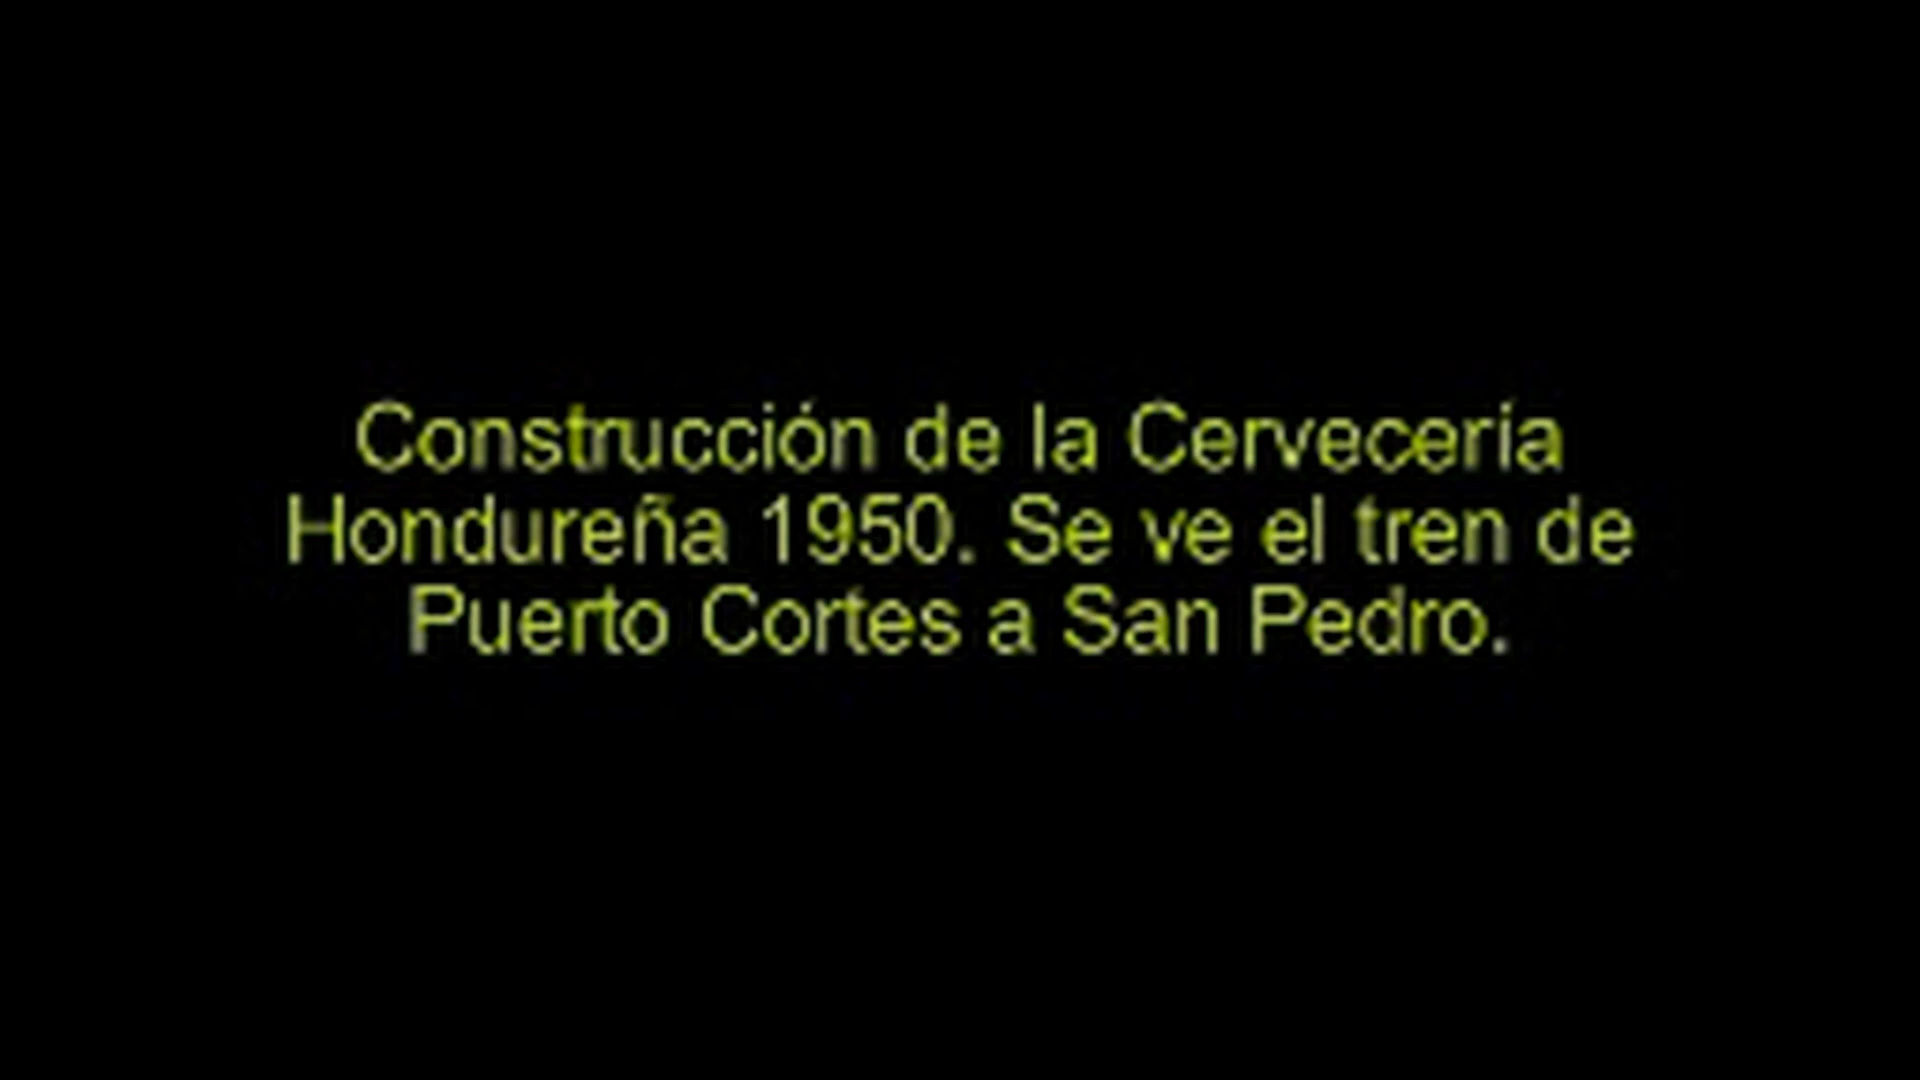 Construcción de la Cervecería
Hondureña 1950. Se ve el tren de
Puerto Cortes a San Pedro.